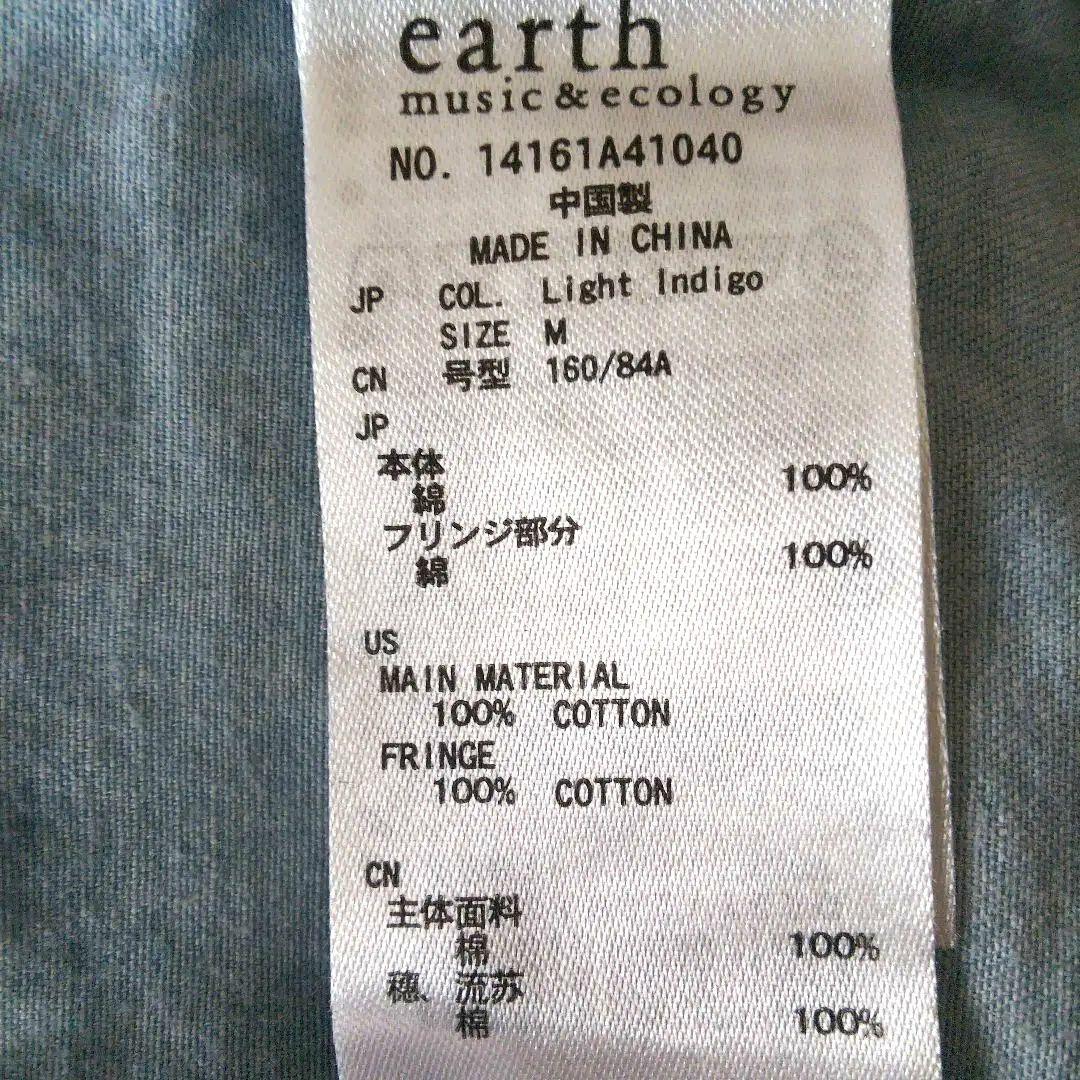 earth
music & ecology
NO. 14161A41040
中国製
MADE IN CHINA
JP COL. Light Indigo
SIZE M
CN 号型 160/84A
JP
本体
綿 100%
フリンジ部分
綿 100%
US
MAIN MATERIAL
100% COTTON
FRINGE
100% COTTON
CN
主体面料
棉 100%
穗、流苏
棉 100%